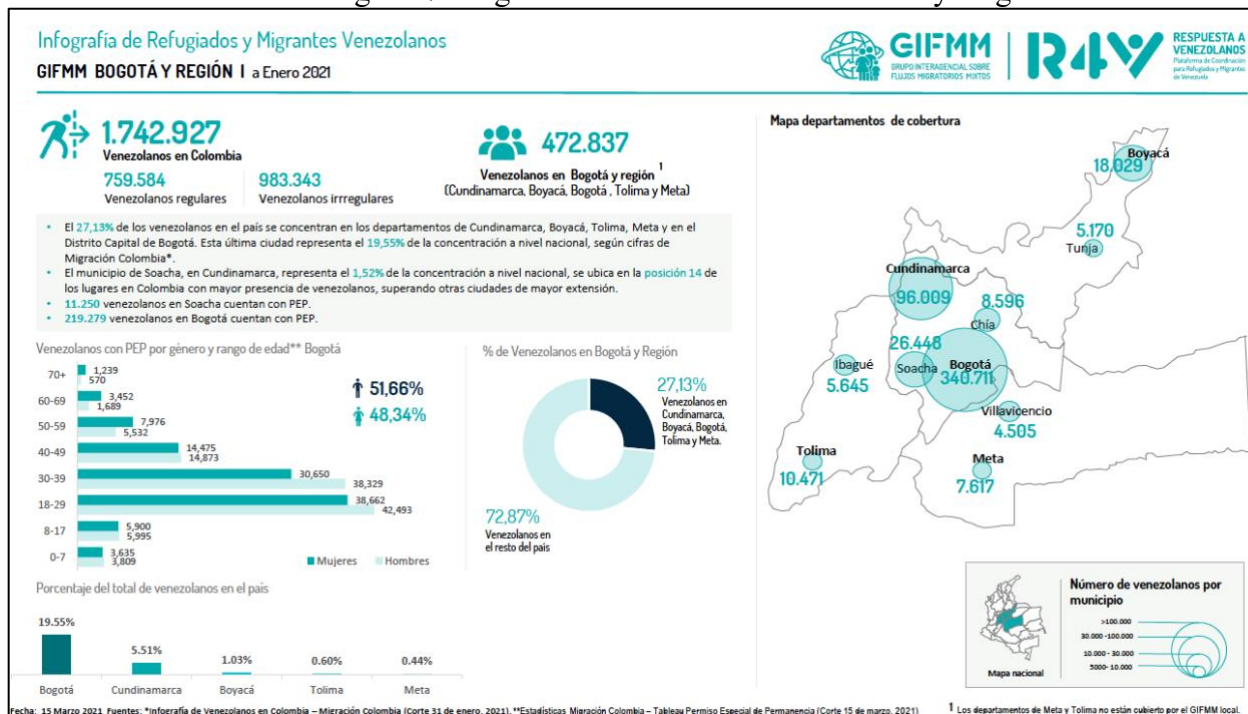 Infografía de Refugiados y Migrantes Venezolanos
GIFMM BOGOTÁ Y REGIÓN I a Enero 2021
GIFMM
GRUPO INTERAGENCIAL SOBRE
FLUJOS MIGRATORIOS MIXTOS
R4V
RESPUESTA A
VENEZOLANOS
Plataforma de Coordinación
para Refugiados y Migrantes
de Venezuela
1.742.927
Venezolanos en Colombia
759.584
Venezolanos regulares
983.343
Venezolanos irrregulares
472.837
Venezolanos en Bogotá y región 1
(Cundinamarca, Boyacá, Bogotá , Tolima y Meta)
• El 27,13% de los venezolanos en el país se concentran en los departamentos de Cundinamarca, Boyacá, Tolima, Meta y en el
Distrito Capital de Bogotá. Esta última ciudad representa el 19,55% de la concentración a nivel nacional, según cifras de
Migración Colombia*.
• El municipio de Soacha, en Cundinamarca, representa el 1,52% de la concentración a nivel nacional, se ubica en la posición 14 de
los lugares en Colombia con mayor presencia de venezolanos, superando otras ciudades de mayor extensión.
• 11.250 venezolanos en Soacha cuentan con PEP.
• 219.279 venezolanos en Bogotá cuentan con PEP.
Venezolanos con PEP por género y rango de edad** Bogotá
70+
1,239
570
60-69
3,452
1,689
50-59
7,976
5,532
40-49
14,475
14,873
30-39
30,650
38,329
18-29
38,662
42,493
8-17
5,900
5,995
0-7
3,635
3,809
51,66%
48,34%
Mujeres Hombres
% de Venezolanos en Bogotá y Región
27,13%
Venezolanos en
Cundinamarca,
Boyacá, Bogotá,
Tolima y Meta.
72,87%
Venezolanos en
el resto del pais
Porcentaje del total de venezolanos en el país
19.55%
5.51%
1.03%
0.60%
0.44%
Bogotá
Cundinamarca
Boyacá
Tolima
Meta
Mapa departamentos de cobertura
Boyacá
18.029
5.170
Tunja
Cundinamarca
96.009
8.596
Chía
26.448
Soacha
Bogotá
340.711
Ibagué
5.645
Villavicencio
4.505
Tolima
10.471
Meta
7.617
Mapa nacional
Número de venezolanos por
municipio
>100.000
30.000 -100.000
10.000 - 30.000
5000- 10.000
Fecha: 15 Marzo 2021 Fuentes: *Infografía de Venezolanos en Colombia – Migración Colombia (Corte 31 de enero, 2021). **Estadísticas Migración Colombia – Tableau Permiso Especial de Permanencia (Corte 15 de marzo, 2021)
1 Los departamentos de Meta y Tolima no están cubierto por el GIFMM local.